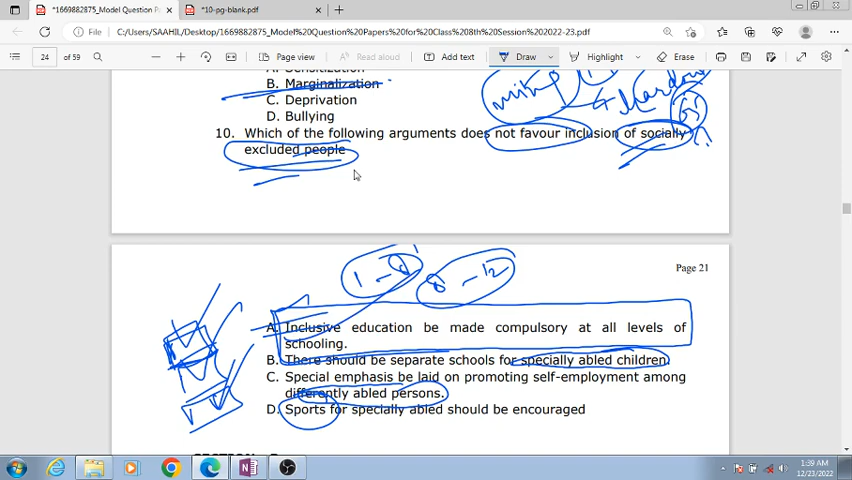 *1669882875_Model Question P
*10-pg-blank.pdf
File
C:/Users/SAAHIL/Desktop/1669882875_Model%20Question%20Papers%20for%20Class%208th%20Session%202022-23.pdf
24
of 59
Page view
Add text
Draw
Highlight
Erase
B. Marginalization
C. Deprivation
D. Bullying
10. Which of the following arguments does not favour inclusion of socially
excluded people
Page 21
1 - 8
8 - 12
A. Inclusive education be made compulsory at all levels of
schooling.
B. There should be separate schools for specially abled children.
C. Special emphasis be laid on promoting self-employment among
differently abled persons.
D. Sports for specially abled should be encouraged
1:39 AM
12/23/2022